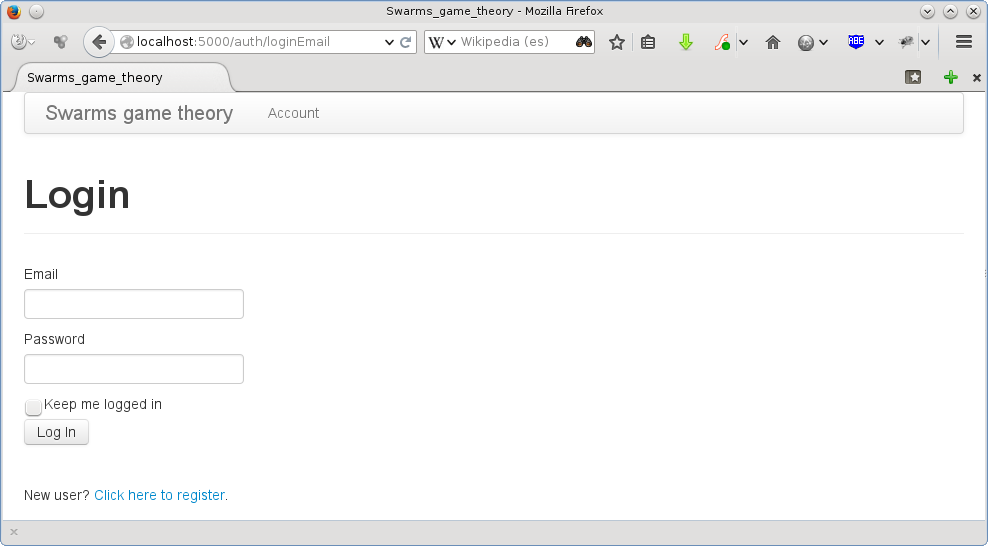 Swarms_game_theory - Mozilla Firefox
localhost:5000/auth/loginEmail
W Wikipedia (es)
ABE
Swarms_game_theory
Swarms game theory Account
Login
Email
Password
Keep me logged in
Log In
New user? Click here to register.